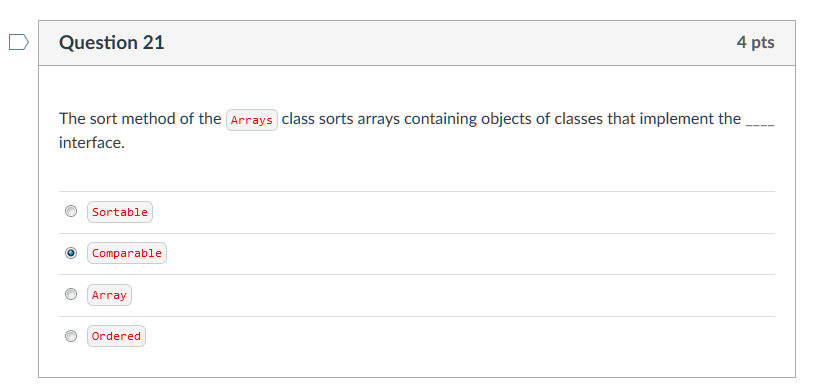 Question 21
4 pts
The sort method of the Arrays class sorts arrays containing objects of classes that implement the ____
interface.
Sortable
Comparable
Array
Ordered